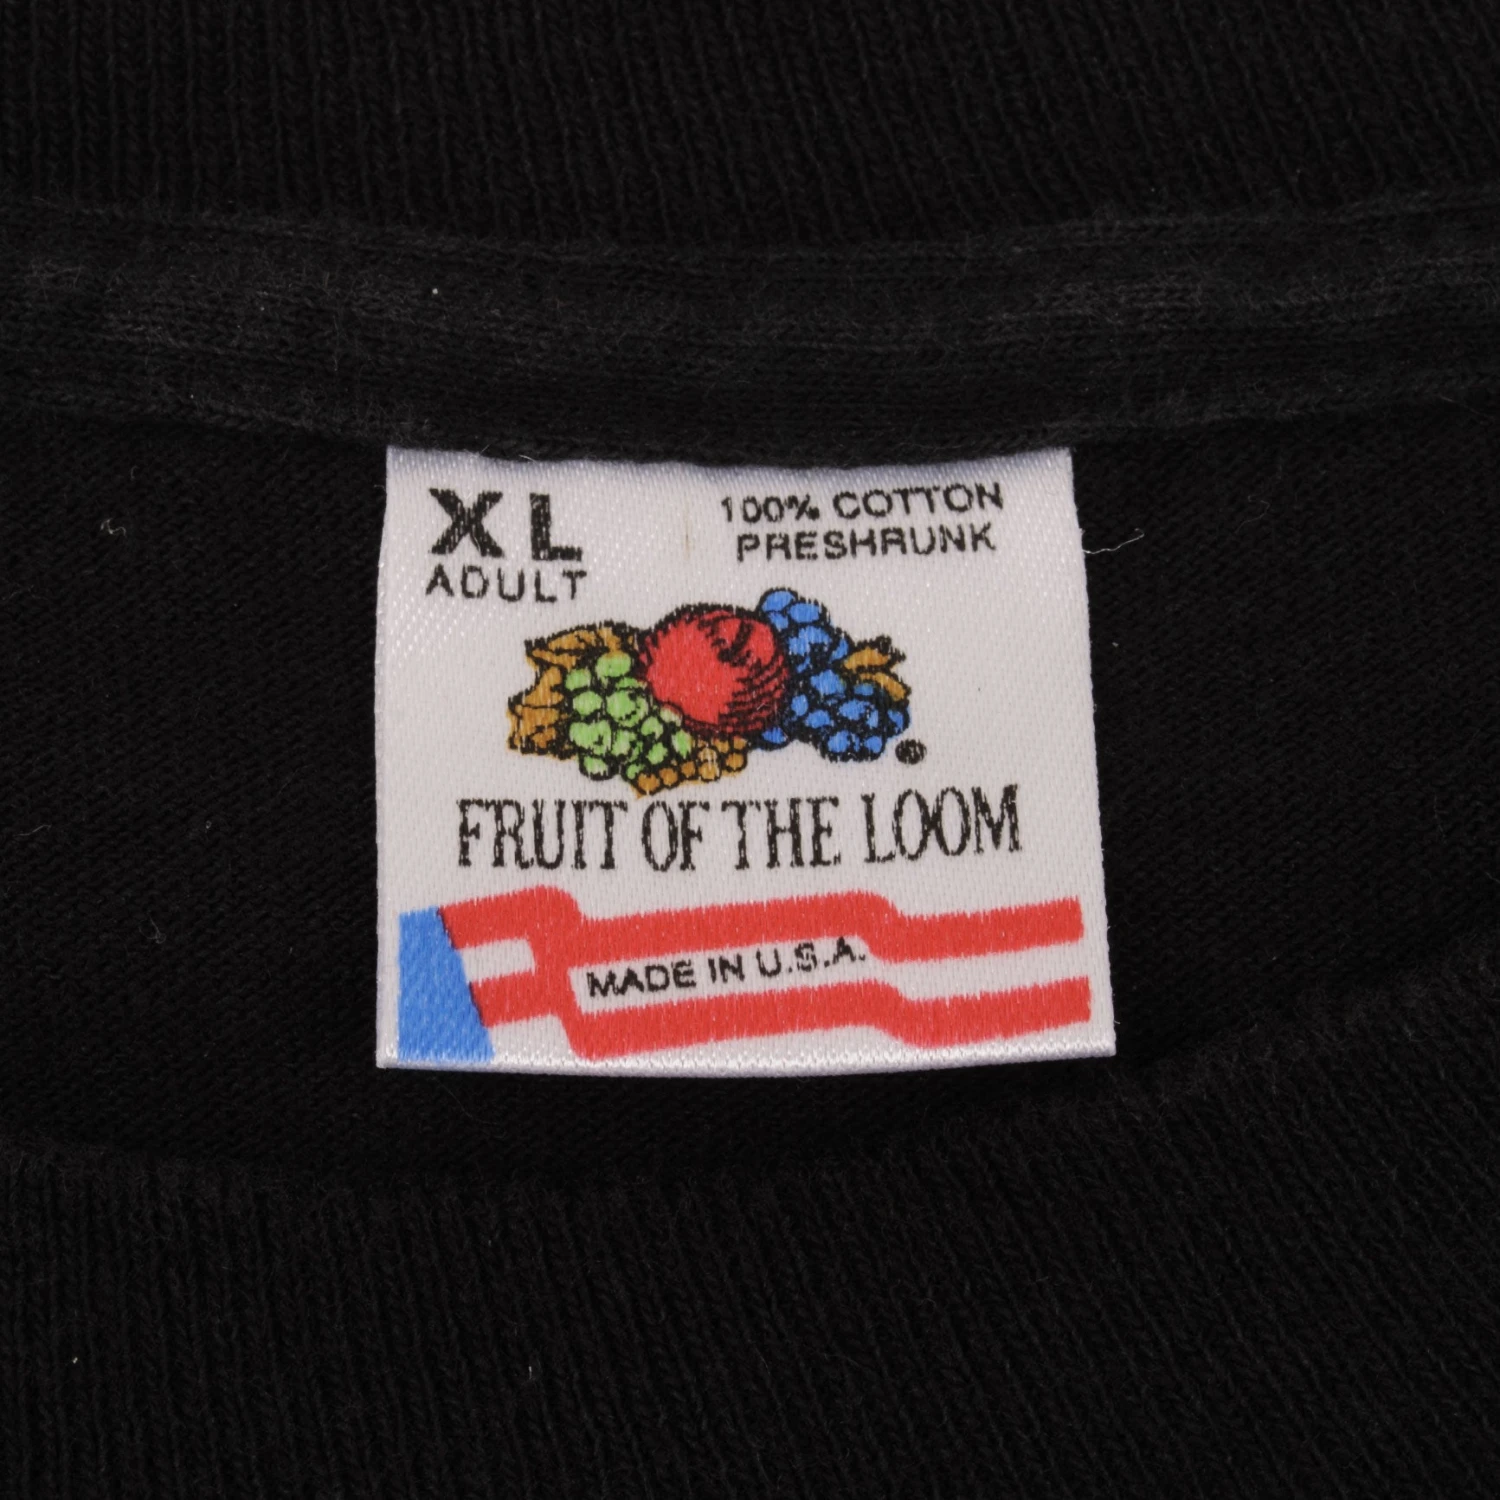 XL
ADULT
100% COTTON
PRESHRUNK
®
FRUIT OF THE LOOM
MADE IN U.S.A.